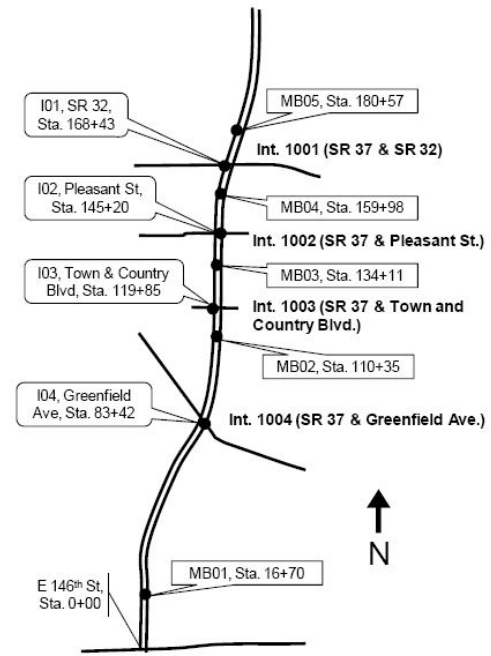 I01, SR 32,
Sta. 168+43
MB05, Sta. 180+57
Int. 1001 (SR 37 & SR 32)
I02, Pleasant St,
Sta. 145+20
MB04, Sta. 159+98
Int. 1002 (SR 37 & Pleasant St.)
I03, Town & Country
Blvd, Sta. 119+85
MB03, Sta. 134+11
Int. 1003 (SR 37 & Town and
Country Blvd.)
MB02, Sta. 110+35
I04, Greenfield
Ave, Sta. 83+42
Int. 1004 (SR 37 & Greenfield Ave.)
N
MB01, Sta. 16+70
E 146th St,
Sta. 0+00